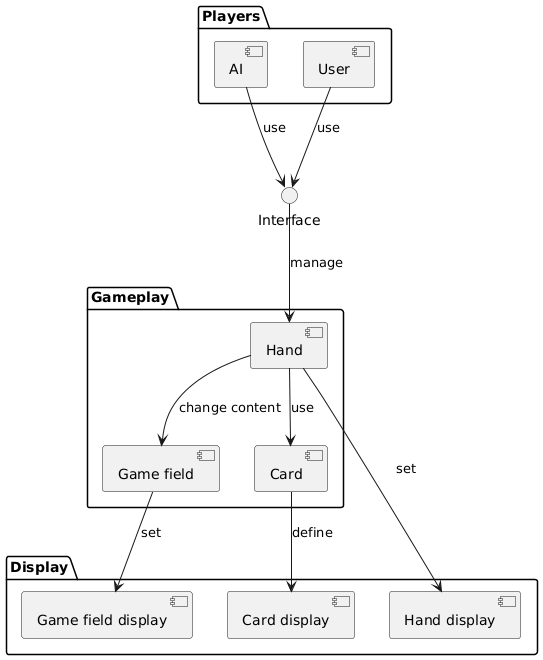 Players
AI
User
use
use
Interface
manage
Gameplay
Hand
change content
use
set
Game field
Card
set
define
Display
Game field display
Card display
Hand display